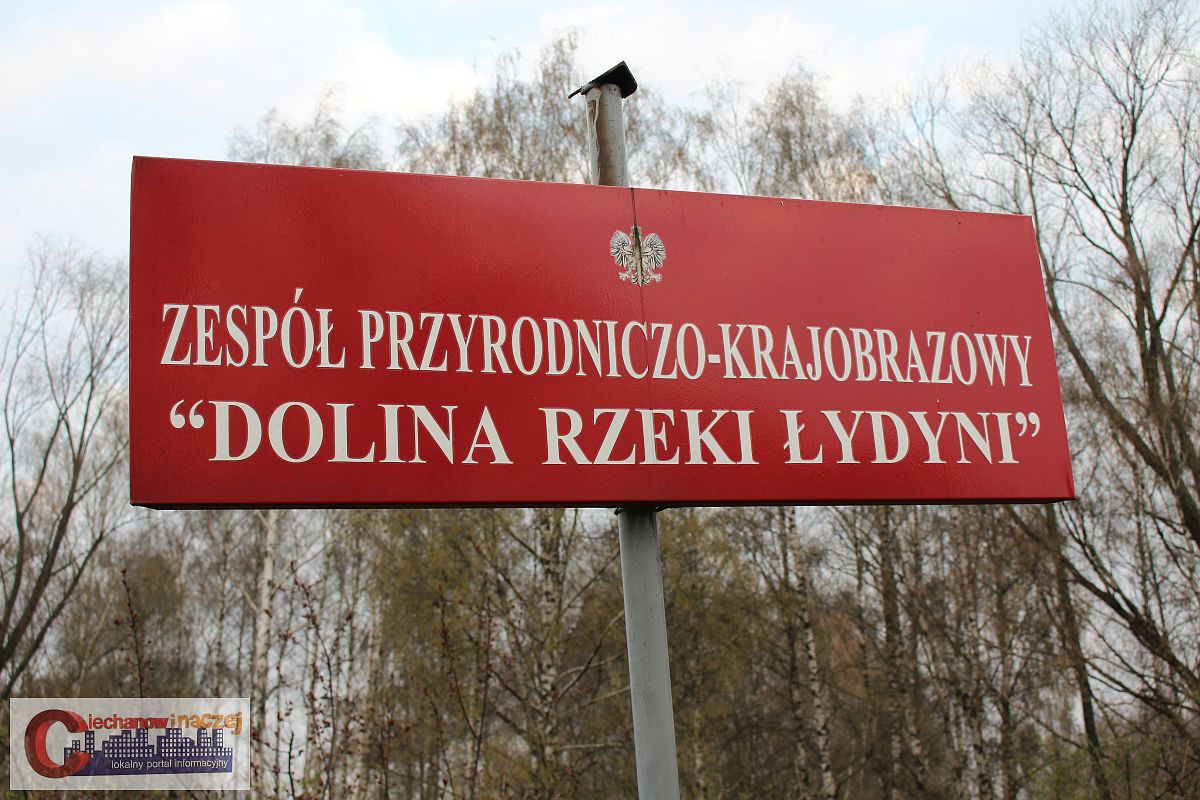 ZESPÓŁ PRZYRODNICZO-KRAJOBRAZOWY
“DOLINA RZEKI ŁYDYNI”
Ciechanowinaczej
lokalny portal informacyjny